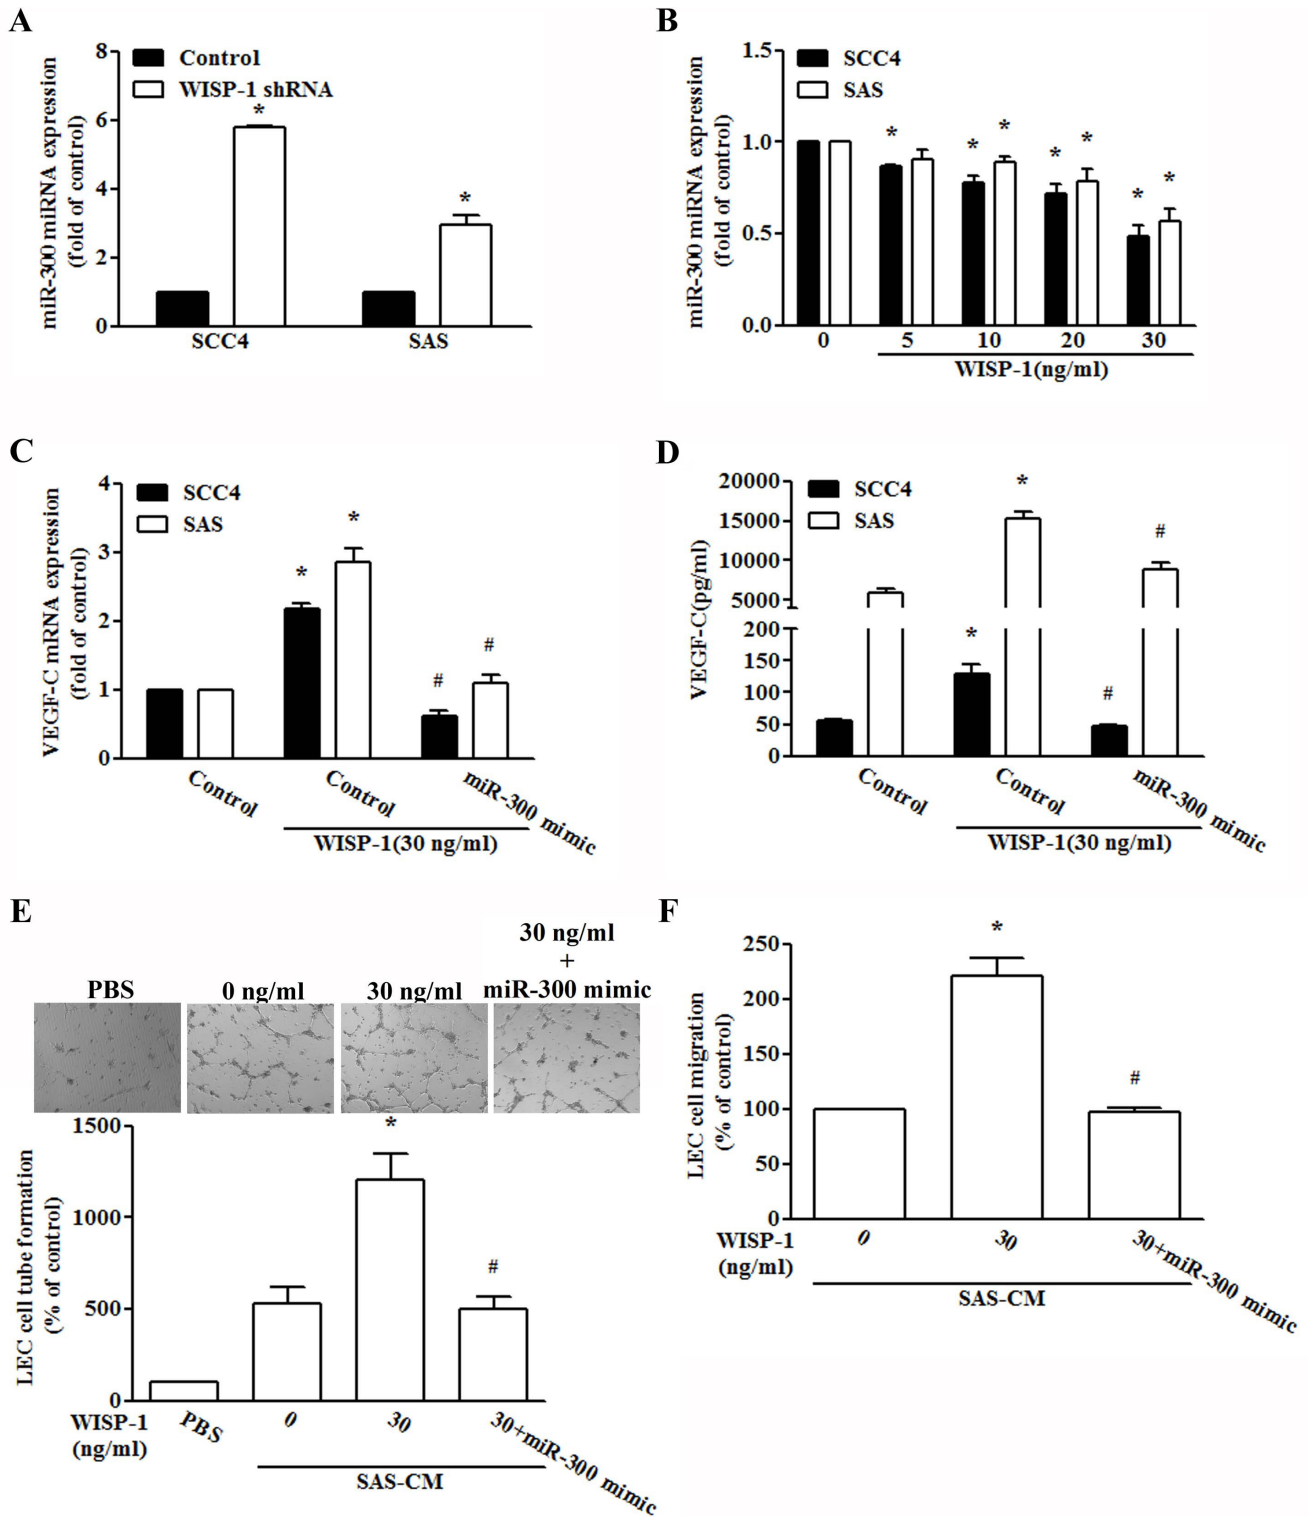 A
miR-300 miRNA expression
(fold of control)
8
6
4
2
0
Control
WISP-1 shRNA
*
*
SCC4
SAS
B
miR-300 miRNA expression
(fold of control)
1.5
1.0
0.5
0.0
SCC4
SAS
*
*
*
*
*
*
*
0
5
10
20
30
WISP-1(ng/ml)
C
VEGF-C mRNA expression
(fold of control)
4
3
2
1
0
SCC4
SAS
*
*
#
#
Control
Control
miR-300 mimic
WISP-1(30 ng/ml)
D
VEGF-C(pg/ml)
20000
15000
10000
5000
200
150
100
50
0
SCC4
SAS
*
*
#
#
Control
Control
miR-300 mimic
WISP-1(30 ng/ml)
E
PBS
0 ng/ml
30 ng/ml
30 ng/ml
+
miR-300 mimic
LEC cell tube formation
(% of control)
1500
1000
500
0
*
#
WISP-1
(ng/ml)
PBS
0
30
30+miR-300 mimic
SAS-CM
F
LEC cell migration
(% of control)
250
200
150
100
50
0
*
#
WISP-1
(ng/ml)
0
30
30+miR-300 mimic
SAS-CM